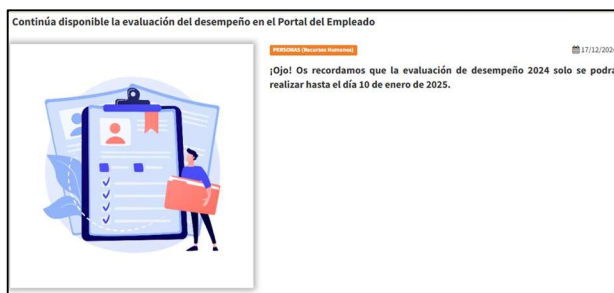 Continúa disponible la evaluación del desempeño en el Portal del Empleado
PERSONAS (Recursos Humanos)
17/12/2024
¡Ojo! Os recordamos que la evaluación de desempeño 2024 solo se podrá
realizar hasta el día 10 de enero de 2025.